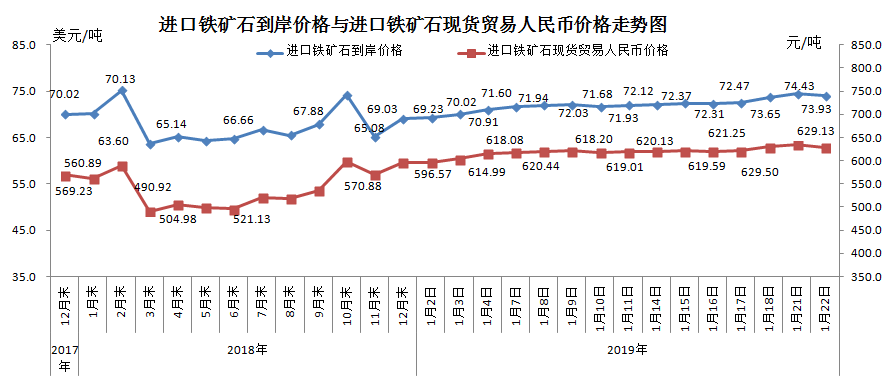 进口铁矿石到岸价格与进口铁矿石现货贸易人民币价格走势图
美元/吨
元/吨
进口铁矿石到岸价格
进口铁矿石现货贸易人民币价格
85.0
75.0
65.0
55.0
45.0
35.0
850.0
800.0
750.0
700.0
650.0
600.0
550.0
500.0
450.0
400.0
350.0
70.02
70.13
63.60
65.14
66.66
67.88
65.08
69.03
69.23
70.02
70.91
71.60
71.94
72.03
71.68
71.93
72.12
72.37
72.31
72.47
73.65
74.43
73.93
569.23
560.89
490.92
504.98
521.13
570.88
596.57
614.99
618.08
620.44
618.20
619.01
620.13
619.59
621.25
629.50
629.13
12月末
1月末
2月末
3月末
4月末
5月末
6月末
7月末
8月末
9月末
10月末
11月末
12月末
1月2日
1月3日
1月4日
1月7日
1月8日
1月9日
1月10日
1月11日
1月14日
1月15日
1月16日
1月17日
1月18日
1月21日
1月22日
2017
年
2018年
2019年